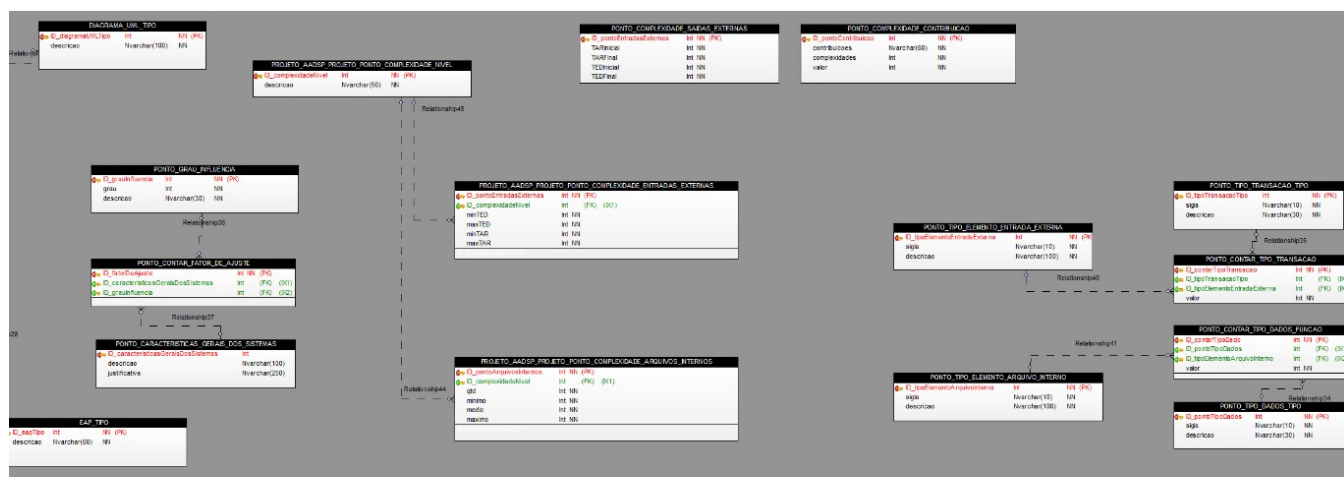 DIAGRAMA_UML_TIPO
ID_diagramaUMLTipo Int NN (PK)
descricao Nvarchar(100) NN
PONTO_COMPLEXIDADE_SAIDAS_EXTERNAS
ID_pontoEntradasExternas Int NN (PK)
TARInicial Int NN
TARFinal Int NN
TEDInicial Int NN
TEDFinal Int NN
PONTO_COMPLEXIDADE_CONTRIBUICAO
ID_pontoContribuicao Int NN (PK)
contribuicoes Nvarchar(60) NN
complexidades Int NN
valor Int NN
PROJETO_AADSP_PROJETO_PONTO_COMPLEXIDADE_NIVEL
ID_complexidadeNivel Int NN (PK)
descricao Nvarchar(50) NN
Relationship45
PONTO_GRAU_INFLUENCIA
ID_grauInfluencia Int NN (PK)
grau Int NN
descricao Nvarchar(30) NN
Relationship38
PONTO_CONTAR_FATOR_DE_AJUSTE
ID_fatorDeAjuste Int NN (PK)
ID_caracteristicasGeraisDosSistemas Int (FK) (IX1)
ID_grauInfluencia Int (FK) (IX2)
Relationship37
PONTO_CARACTERISTICAS_GERAIS_DOS_SISTEMAS
ID_caracteristicasGeraisDosSistemas Int
descricao Nvarchar(100)
justificativa Nvarchar(250)
EAP_TIPO
ID_eapTipo Int NN (PK)
descricao Nvarchar(60) NN
PROJETO_AADSP_PROJETO_PONTO_COMPLEXIDADE_ENTRADAS_EXTERNAS
ID_pontoEntradasExternas Int NN (PK)
ID_complexidadeNivel Int (FK) (IX1)
minTED Int NN
maxTED Int NN
minTAR Int NN
maxTAR Int NN
PROJETO_AADSP_PROJETO_PONTO_COMPLEXIDADE_ARQUIVOS_INTERNOS
ID_pontoArquivosInternos Int NN (PK)
ID_complexidadeNivel Int (FK) (IX1)
qtd Int NN
minimo Int NN
medio Int NN
maximo Int NN
Relationship44
PONTO_TIPO_ELEMENTO_ENTRADA_EXTERNA
ID_tipoElementoEntradaExterna Int NN (PK)
sigla Nvarchar(10) NN
descricao Nvarchar(100) NN
Relationship40
PONTO_TIPO_TRANSACAO_TIPO
ID_tipoTransacaoTipo Int NN (PK)
sigla Nvarchar(10) NN
descricao Nvarchar(30) NN
Relationship35
PONTO_CONTAR_TIPO_TRANSACAO
ID_contarTipoTransacao Int NN (PK)
ID_tipoTransacaoTipo Int (FK)
ID_tipoElementoEntradaExterna Int (FK)
valor Int NN
PONTO_CONTAR_TIPO_DADOS_FUNCAO
ID_contarTipoDado Int NN (PK)
ID_pontoTipoDados Int (FK)
ID_tipoElementoArquivoInterno Int (FK)
valor Int NN
Relationship41
PONTO_TIPO_ELEMENTO_ARQUIVO_INTERNO
ID_tipoElementoArquivoInterno Int NN (PK)
sigla Nvarchar(10) NN
descricao Nvarchar(100) NN
Relationship34
PONTO_TIPO_DADOS_TIPO
ID_pontoTipoDados Int NN (PK)
sigla Nvarchar(10) NN
descricao Nvarchar(30) NN